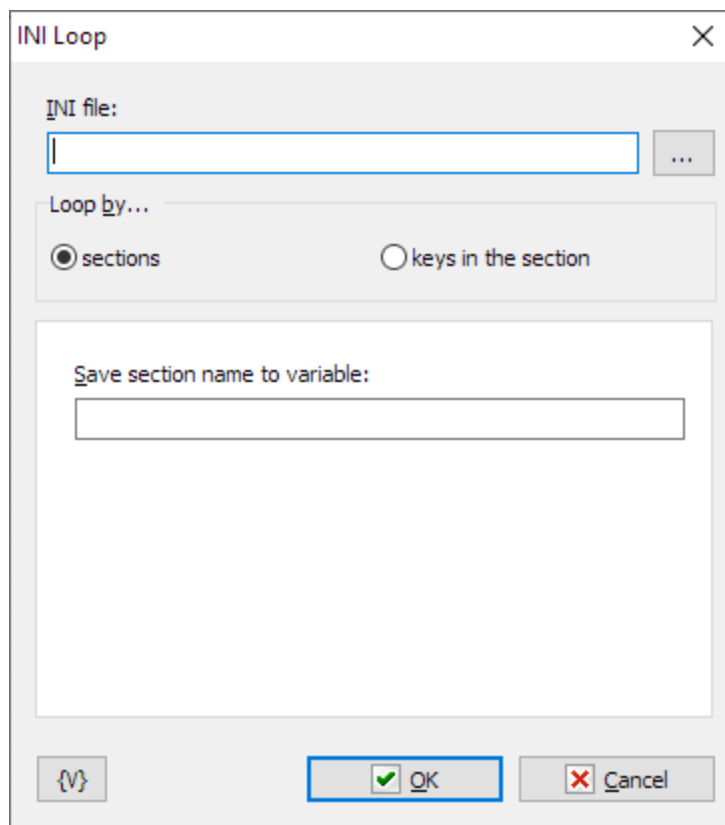 INI Loop
INI file:
...
Loop by...
sections
keys in the section
Save section name to variable:
{V}
OK
Cancel